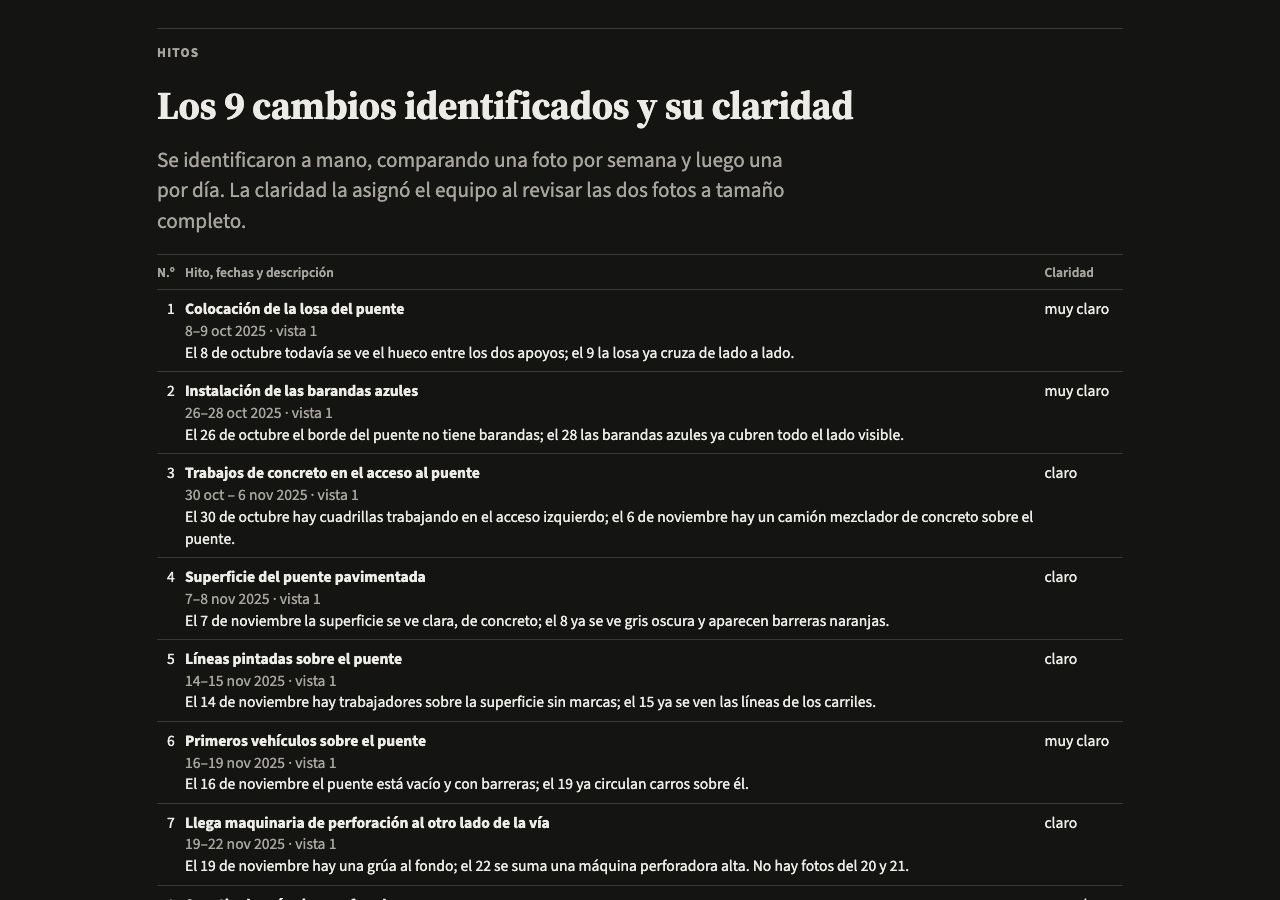 HITOS
Los 9 cambios identificados y su claridad
Se identificaron a mano, comparando una foto por semana y luego una
por día. La claridad la asignó el equipo al revisar las dos fotos a tamaño
completo.
N.º Hito, fechas y descripción Claridad
1 Colocación de la losa del puente muy claro
8–9 oct 2025 · vista 1
El 8 de octubre todavía se ve el hueco entre los dos apoyos; el 9 la losa ya cruza de lado a lado.
2 Instalación de las barandas azules muy claro
26–28 oct 2025 · vista 1
El 26 de octubre el borde del puente no tiene barandas; el 28 las barandas azules ya cubren todo el lado visible.
3 Trabajos de concreto en el acceso al puente claro
30 oct – 6 nov 2025 · vista 1
El 30 de octubre hay cuadrillas trabajando en el acceso izquierdo; el 6 de noviembre hay un camión mezclador de concreto sobre el
puente.
4 Superficie del puente pavimentada claro
7–8 nov 2025 · vista 1
El 7 de noviembre la superficie se ve clara, de concreto; el 8 ya se ve gris oscura y aparecen barreras naranjas.
5 Líneas pintadas sobre el puente claro
14–15 nov 2025 · vista 1
El 14 de noviembre hay trabajadores sobre la superficie sin marcas; el 15 ya se ven las líneas de los carriles.
6 Primeros vehículos sobre el puente muy claro
16–19 nov 2025 · vista 1
El 16 de noviembre el puente está vacío y con barreras; el 19 ya circulan carros sobre él.
7 Llega maquinaria de perforación al otro lado de la vía claro
19–22 nov 2025 · vista 1
El 19 de noviembre hay una grúa al fondo; el 22 se suma una máquina perforadora alta. No hay fotos del 20 y 21.